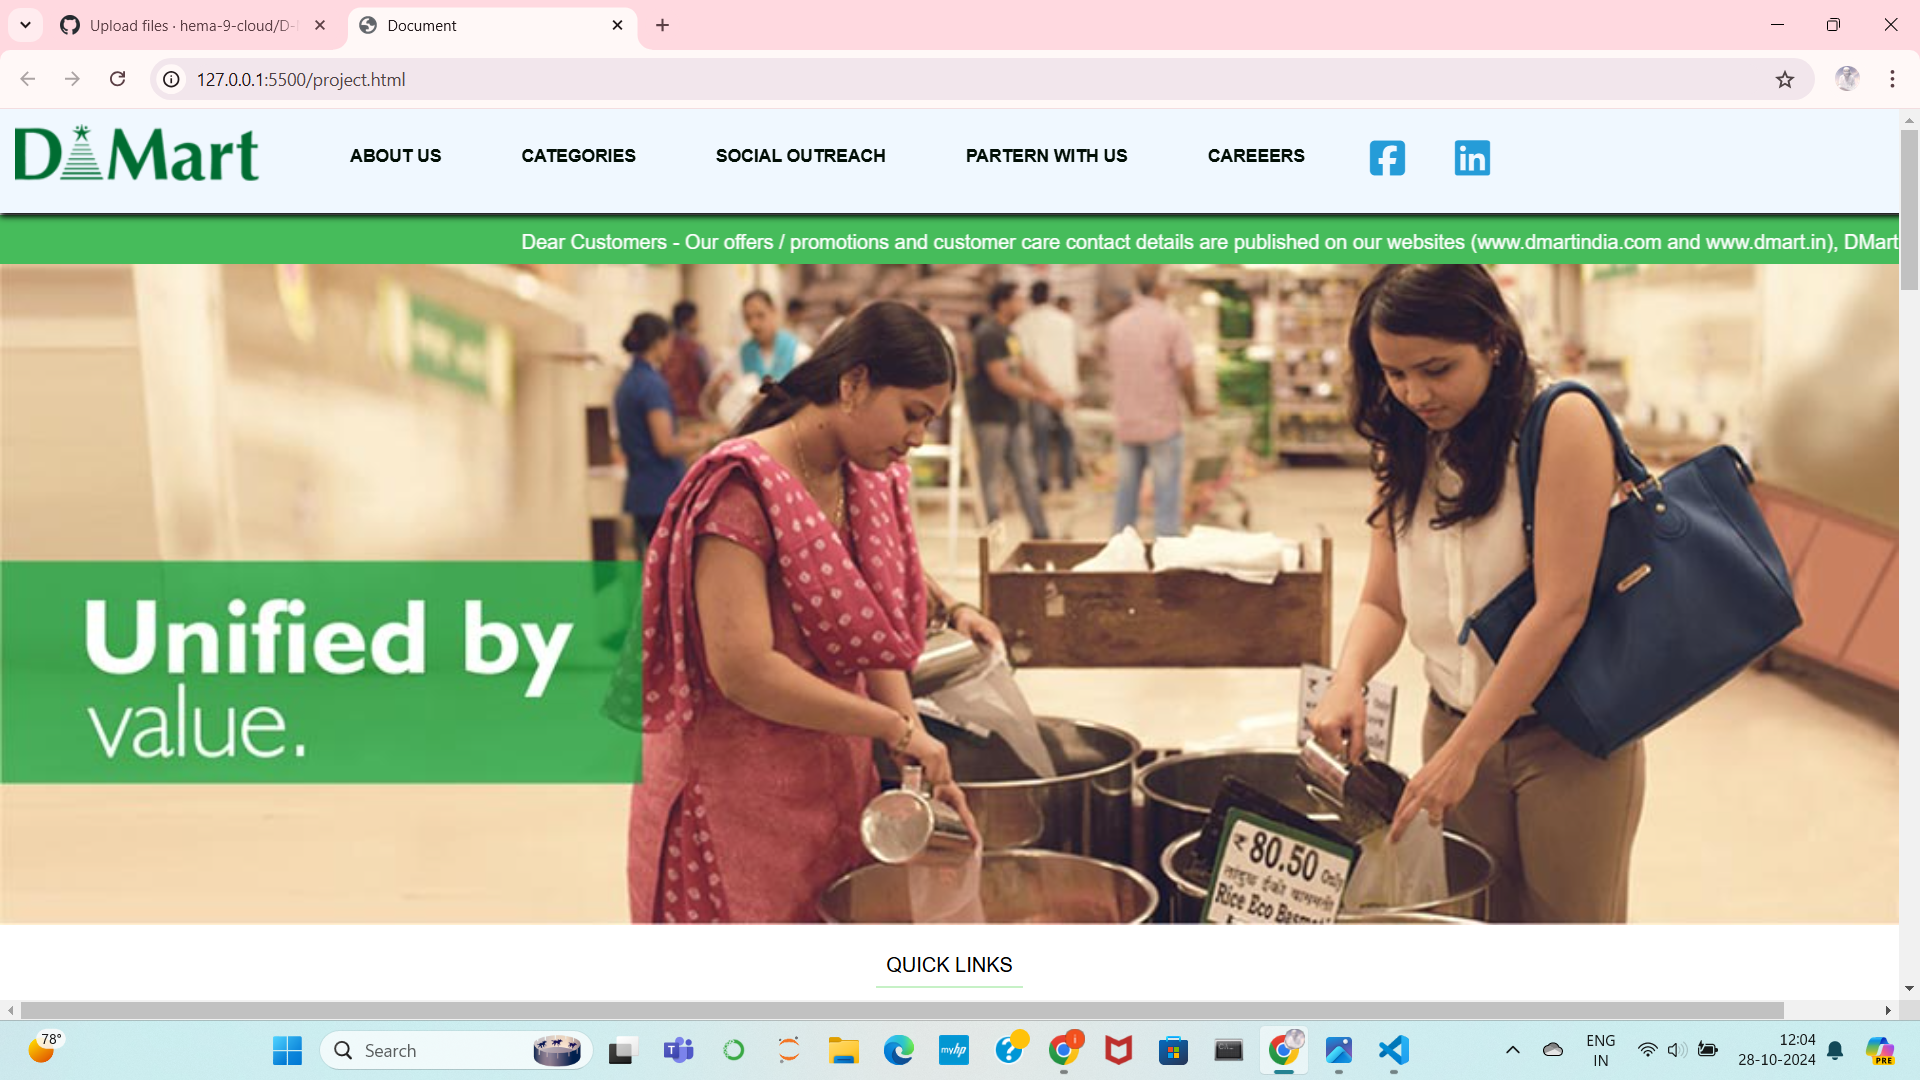 Upload files · hema-9-cloud/D-
Document
127.0.0.1:5500/project.html
D Mart
ABOUT US
CATEGORIES
SOCIAL OUTREACH
PARTERN WITH US
CAREEERS
Dear Customers - Our offers / promotions and customer care contact details are published on our websites (www.dmartindia.com and www.dmart.in), DMart
Unified by
value.
₹ 80.50 Only
Rice Eco Basmati
QUICK LINKS
78°
Search
myhp
PRE
ENG
IN
12:04
28-10-2024